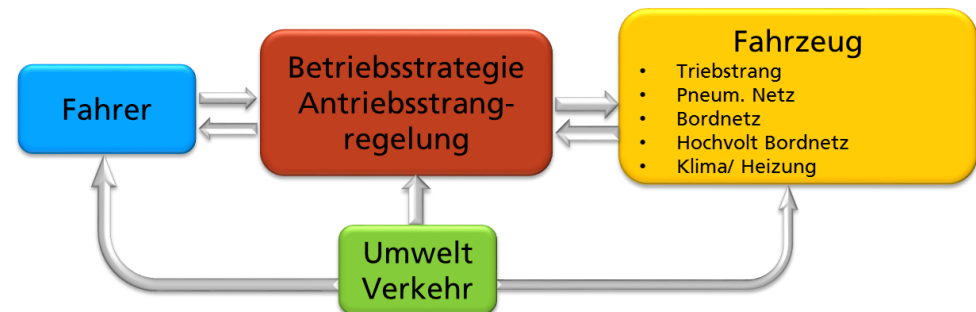 Fahrer
Betriebsstrategie
Antriebsstrang-
regelung
Fahrzeug
• Triebstrang
• Pneum. Netz
• Bordnetz
• Hochvolt Bordnetz
• Klima/ Heizung
Umwelt
Verkehr